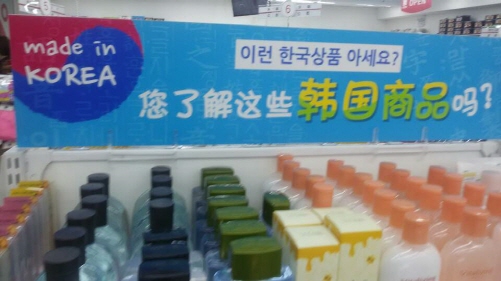 made in
KOREA
이런 한국상품 아세요?
您了解这些韩国商品吗?
OPEN